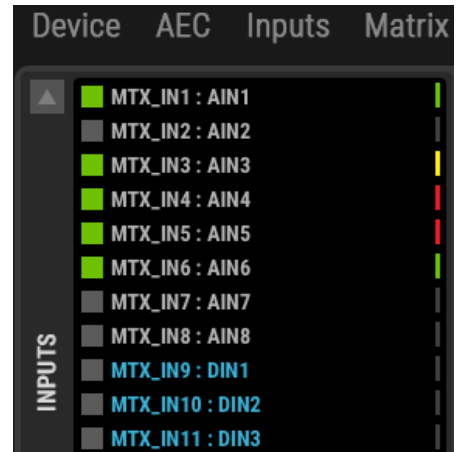 Device AEC Inputs Matrix
MTX_IN1 : AIN1
MTX_IN2 : AIN2
MTX_IN3 : AIN3
MTX_IN4 : AIN4
MTX_IN5 : AIN5
MTX_IN6 : AIN6
MTX_IN7 : AIN7
MTX_IN8 : AIN8
MTX_IN9 : DIN1
MTX_IN10 : DIN2
MTX_IN11 : DIN3
INPUTS